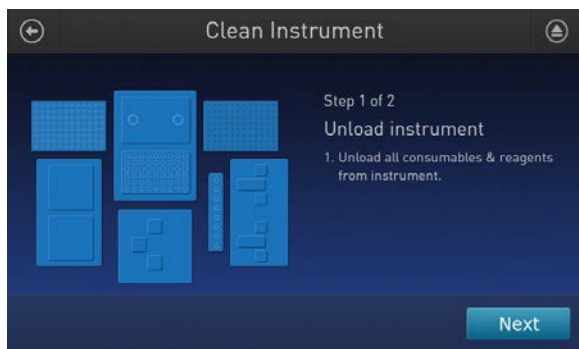 Clean Instrument
Step 1 of 2
Unload instrument
1. Unload all consumables & reagents
from instrument.
Next